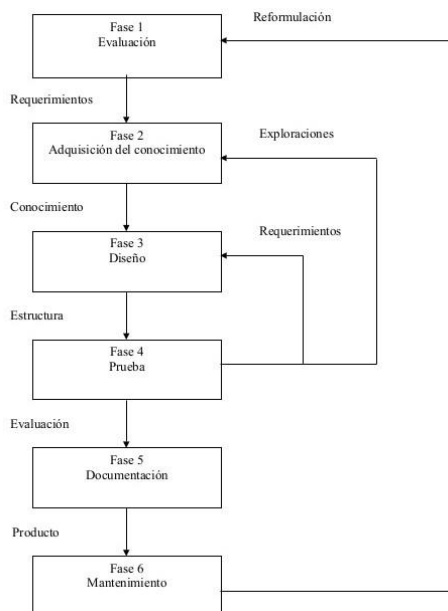 Reformulación
Fase 1
Evaluación
Requerimientos
Fase 2
Adquisición del conocimiento
Exploraciones
Conocimiento
Fase 3
Diseño
Requerimientos
Estructura
Fase 4
Prueba
Evaluación
Fase 5
Documentación
Producto
Fase 6
Mantenimiento